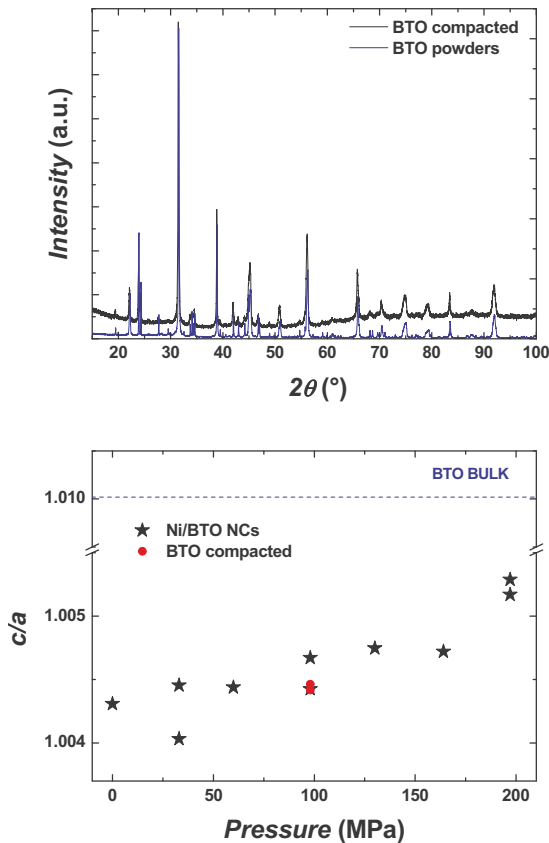 BTO compacted
BTO powders
Intensity (a.u.)
20 30 40 50 60 70 80 90 100
2θ (°)
BTO BULK
1.010
Ni/BTO NCs
BTO compacted
1.005
1.004
c/a
0 50 100 150 200
Pressure (MPa)